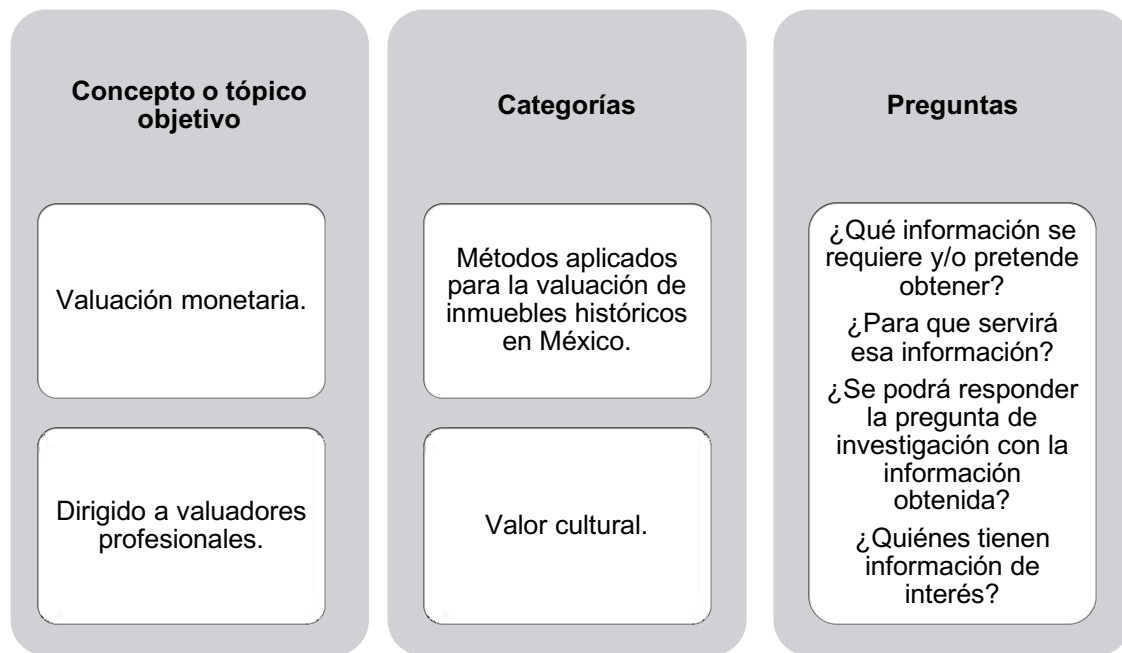 Concepto o tópico
objetivo
Valuación monetaria.
Dirigido a valuadores
profesionales.
Categorías
Métodos aplicados
para la valuación de
inmuebles históricos
en México.
Valor cultural.
Preguntas
¿Qué información se
requiere y/o pretende
obtener?
¿Para que servirá
esa información?
¿Se podrá responder
la pregunta de
investigación con la
información
obtenida?
¿Quiénes tienen
información de
interés?